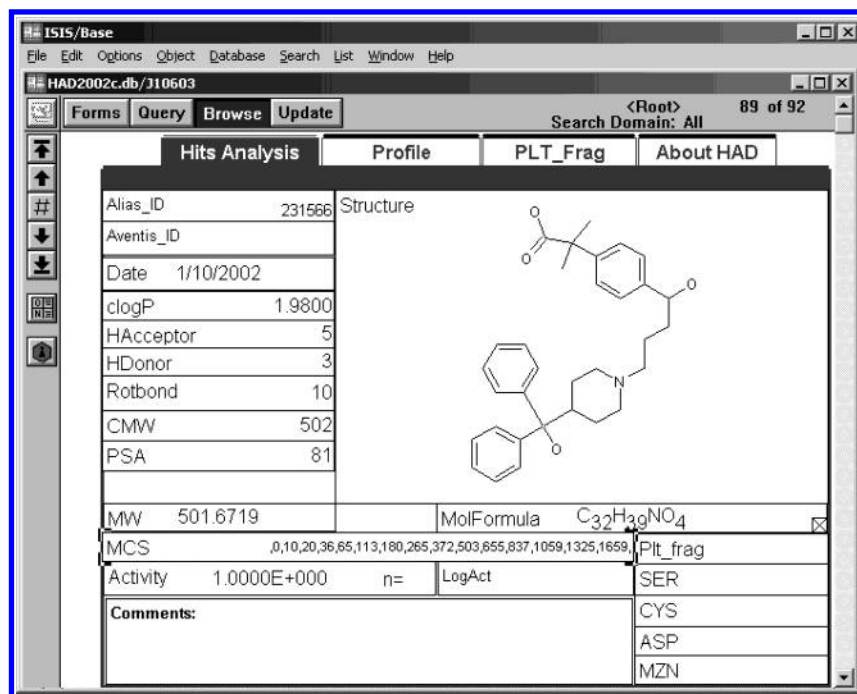 ISIS/Base
File Edit Options Object Database Search List Window Help
HAD2002c.db/J10603
Forms Query Browse Update <Root> 89 of 92
Search Domain: All
Hits Analysis Profile PLT_Frag About HAD
Alias_ID 231566 Structure
Aventis_ID
Date 1/10/2002
clogP 1.9800
HAcceptor 5
HDonor 3
Rotbond 10
CMW 502
PSA 81
O
O
O
N
O
MW 501.6719 MolFormula C32H39NO4
MCS ,0,10,20,36,65,113,180,265,372,503,655,837,1059,1325,1659, Plt_frag
Activity 1.0000E+000 n= LogAct SER
Comments: CYS
ASP
MZN